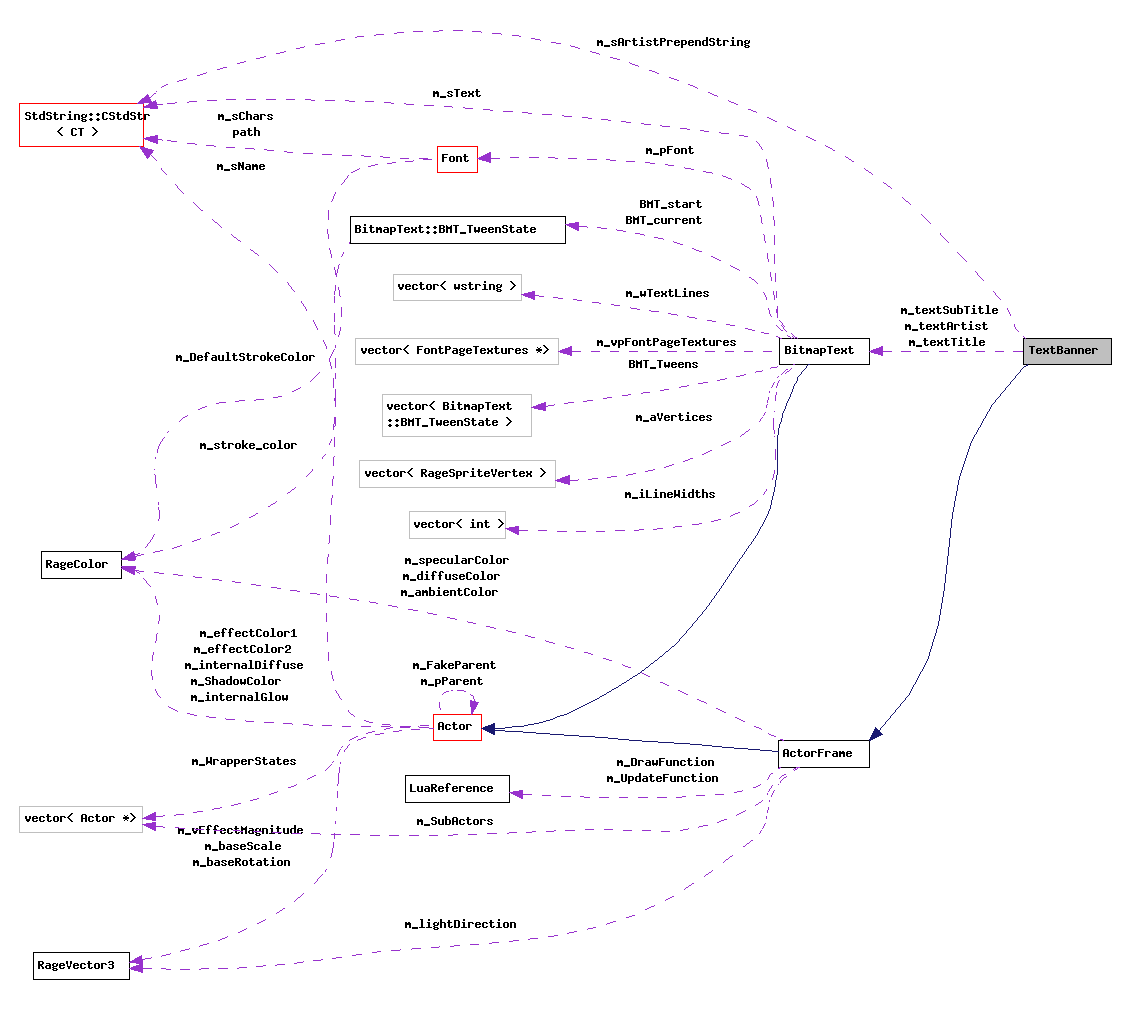 m_sArtistPrependString
m_sText
StdString::CStdStr
< CT >
m_sChars
path
m_sName
Font
m_pFont
BMT_start
BMT_current
BitmapText::BMT_TweenState
vector< wstring >
m_wTextLines
m_textSubTitle
m_textArtist
m_textTitle
m_DefaultStrokeColor
vector< FontPageTextures *>
m_vpFontPageTextures
BitmapText
TextBanner
BMT_Tweens
vector< BitmapText
::BMT_TweenState >
m_aVertices
m_stroke_color
vector< RageSpriteVertex >
m_iLineWidths
vector< int >
RageColor
m_specularColor
m_diffuseColor
m_ambientColor
m_effectColor1
m_effectColor2
m_internalDiffuse
m_ShadowColor
m_internalGlow
m_FakeParent
m_pParent
Actor
ActorFrame
m_WrapperStates
m_DrawFunction
m_UpdateFunction
LuaReference
vector< Actor *>
m_SubActors
m_vEffectMagnitude
m_baseScale
m_baseRotation
m_lightDirection
RageVector3